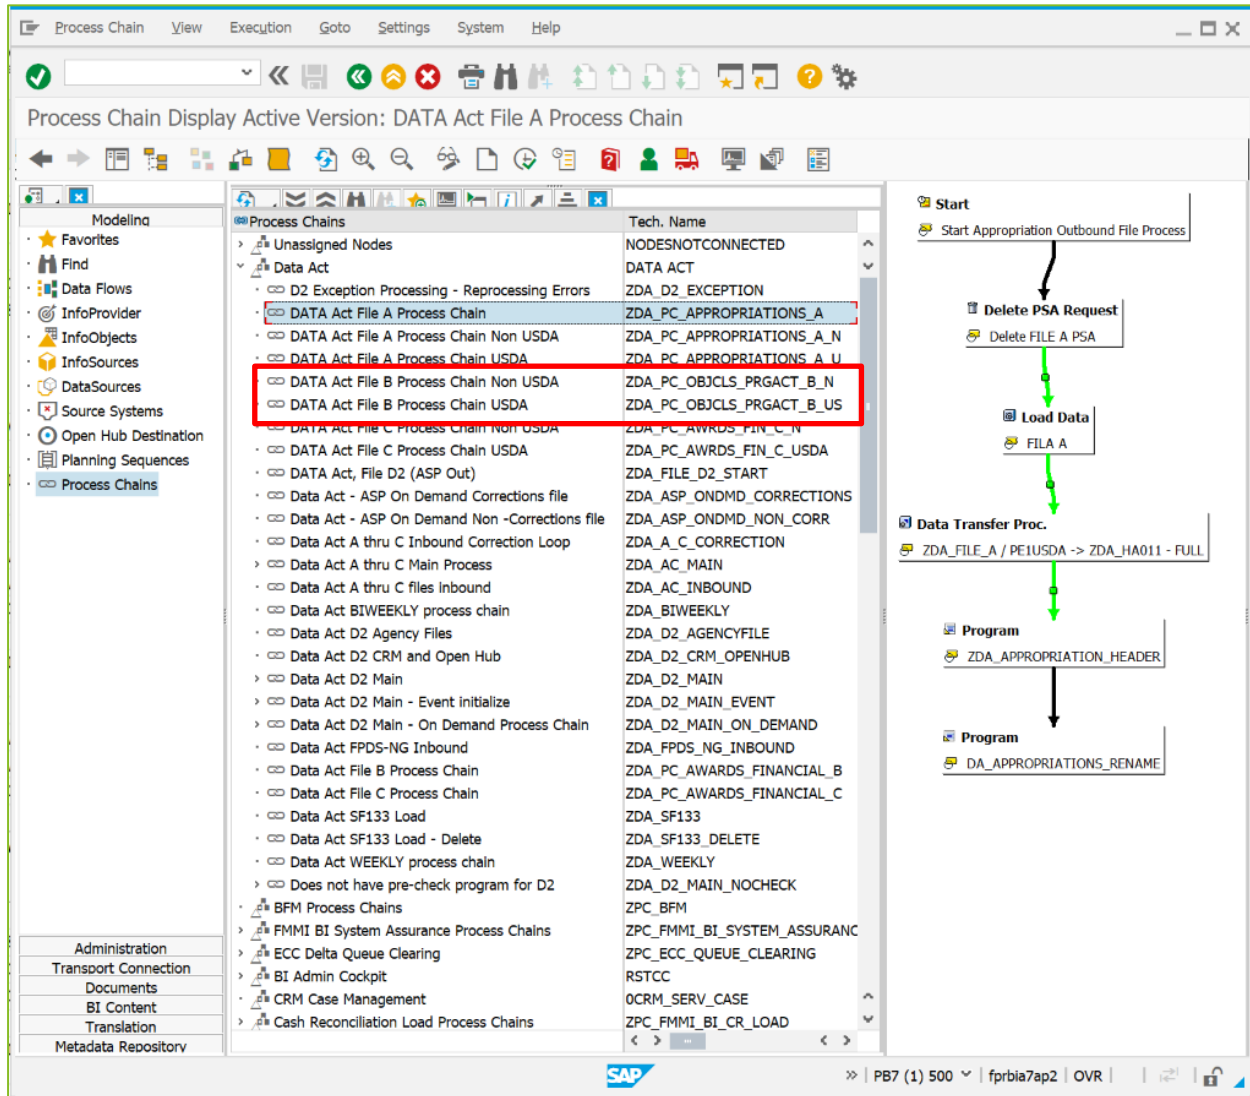 Process Chain View Execution Goto Settings System Help
Process Chain Display Active Version: DATA Act File A Process Chain
Modeling
Favorites
Find
Data Flows
InfoProvider
InfoObjects
InfoSources
DataSources
Source Systems
Open Hub Destination
Planning Sequences
Process Chains
Administration
Transport Connection
Documents
BI Content
Translation
Metadata Repository
Process Chains Tech. Name
Unassigned Nodes NODESNOTCONNECTED
Data Act DATA ACT
D2 Exception Processing - Reprocessing Errors ZDA_D2_EXCEPTION
DATA Act File A Process Chain ZDA_PC_APPROPRIATIONS_A
DATA Act File A Process Chain Non USDA ZDA_PC_APPROPRIATIONS_A_N
DATA Act File A Process Chain USDA ZDA_PC_APPROPRIATIONS_A_U
DATA Act File B Process Chain Non USDA ZDA_PC_OBJCLS_PRGACT_B_N
DATA Act File B Process Chain USDA ZDA_PC_OBJCLS_PRGACT_B_US
DATA Act File C Process Chain Non USDA ZDA_PC_AWRDS_FIN_C_N
DATA Act File C Process Chain USDA ZDA_PC_AWRDS_FIN_C_USDA
DATA Act, File D2 (ASP Out) ZDA_FILE_D2_START
Data Act - ASP On Demand Corrections file ZDA_ASP_ONDMD_CORRECTIONS
Data Act - ASP On Demand Non -Corrections file ZDA_ASP_ONDMD_NON_CORR
Data Act A thru C Inbound Correction Loop ZDA_A_C_CORRECTION
Data Act A thru C Main Process ZDA_AC_MAIN
Data Act A thru C files inbound ZDA_AC_INBOUND
Data Act BIWEEKLY process chain ZDA_BIWEEKLY
Data Act D2 Agency Files ZDA_D2_AGENCYFILE
Data Act D2 CRM and Open Hub ZDA_D2_CRM_OPENHUB
Data Act D2 Main ZDA_D2_MAIN
Data Act D2 Main - Event initialize ZDA_D2_MAIN_EVENT
Data Act D2 Main - On Demand Process Chain ZDA_D2_MAIN_ON_DEMAND
Data Act FPDS-NG Inbound ZDA_FPDS_NG_INBOUND
Data Act File B Process Chain ZDA_PC_AWARDS_FINANCIAL_B
Data Act File C Process Chain ZDA_PC_AWARDS_FINANCIAL_C
Data Act SF133 Load ZDA_SF133
Data Act SF133 Load - Delete ZDA_SF133_DELETE
Data Act WEEKLY process chain ZDA_WEEKLY
Does not have pre-check program for D2 ZDA_D2_MAIN_NOCHECK
BFM Process Chains ZPC_BFM
FMMI BI System Assurance Process Chains ZPC_FMMI_BI_SYSTEM_ASSURANC
ECC Delta Queue Clearing ZPC_ECC_QUEUE_CLEARING
BI Admin Cockpit RSTCC
CRM Case Management 0CRM_SERV_CASE
Cash Reconciliation Load Process Chains ZPC_FMMI_BI_CR_LOAD
Start
Start Appropriation Outbound File Process
Delete PSA Request
Delete FILE A PSA
Load Data
FILA A
Data Transfer Proc.
ZDA_FILE_A / PE1USDA -> ZDA_HA011 - FULL
Program
ZDA_APPROPRIATION_HEADER
Program
DA_APPROPRIATIONS_RENAME
SAP
PB7 (1) 500 fprbia7ap2 OVR